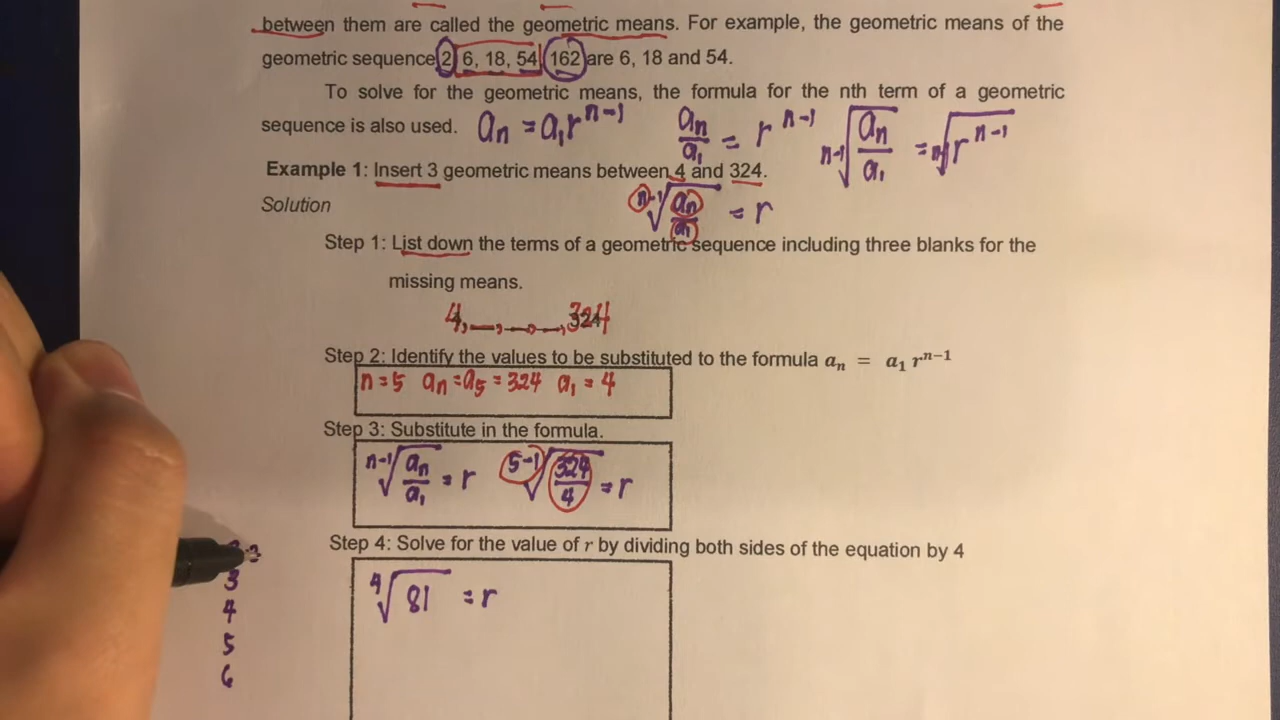 between them are called the geometric means. For example, the geometric means of the
geometric sequence 2 6, 18, 54 162 are 6, 18 and 54.
To solve for the geometric means, the formula for the nth term of a geometric
sequence is also used. an = a₁rⁿ⁻¹ an/a₁ = rⁿ⁻¹ ⁿ⁻¹√(an/a₁) = √rⁿ⁻¹
Example 1: Insert 3 geometric means between 4 and 324.
Solution ⁿ⁻¹√(an/a₁) = r
Step 1: List down the terms of a geometric sequence including three blanks for the
missing means.
4, __, __, __, 324
Step 2: Identify the values to be substituted to the formula aₙ = a₁ rⁿ⁻¹
n = 5 an = a₅ = 324 a₁ = 4
Step 3: Substitute in the formula.
ⁿ⁻¹√(an/a₁) = r ⁵⁻¹√(324/4) = r
Step 4: Solve for the value of r by dividing both sides of the equation by 4
⁴√81 = r
3
4
5
6